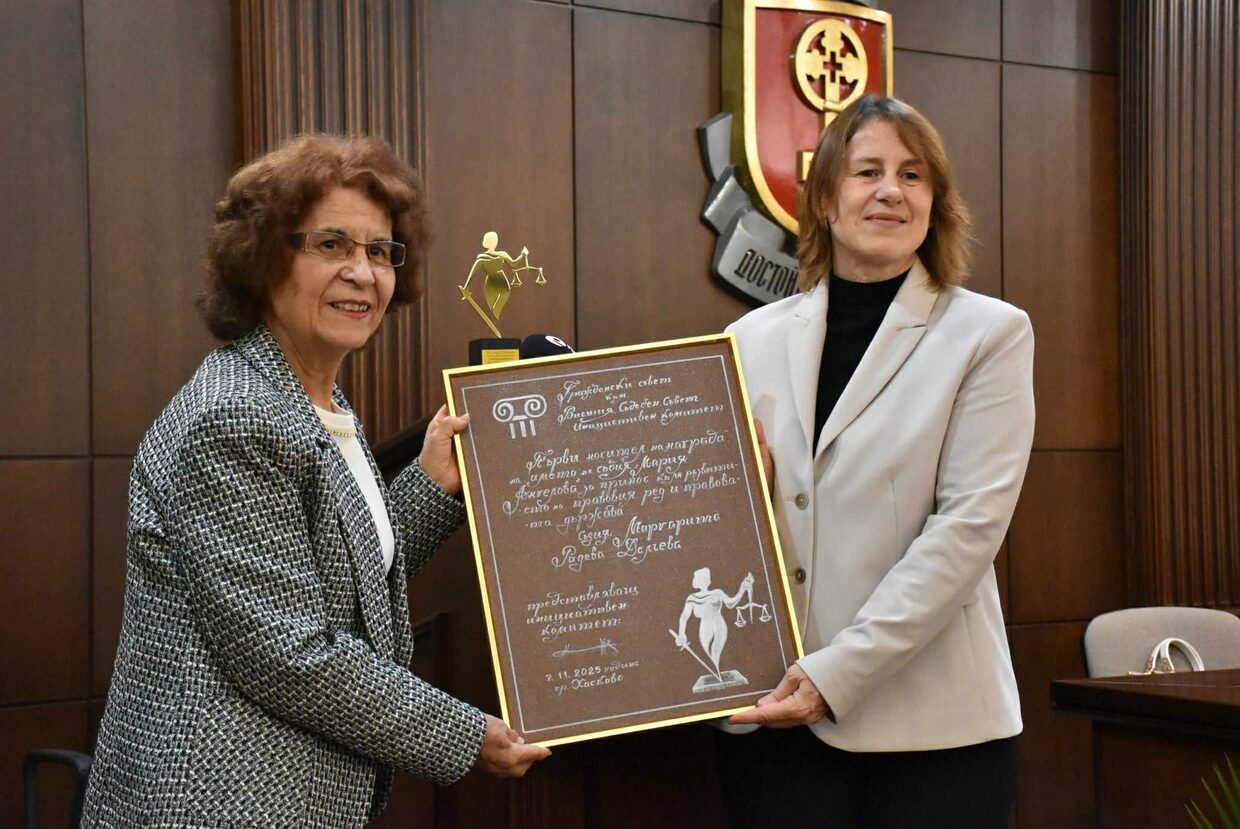 ДОСТОЙ
Граждански съвет
към
Висшия Съдебен Съвет
Инициативен комитет
Първи носител на награда
на името на съдия Мария
Ангелова за принос към развити-
ето на правовия ред и правова-
та държава
Съдия Маргарита
Радева Делчева
представляващ
инициативен
комитет:
7.11.2025 година
гр. Хасково